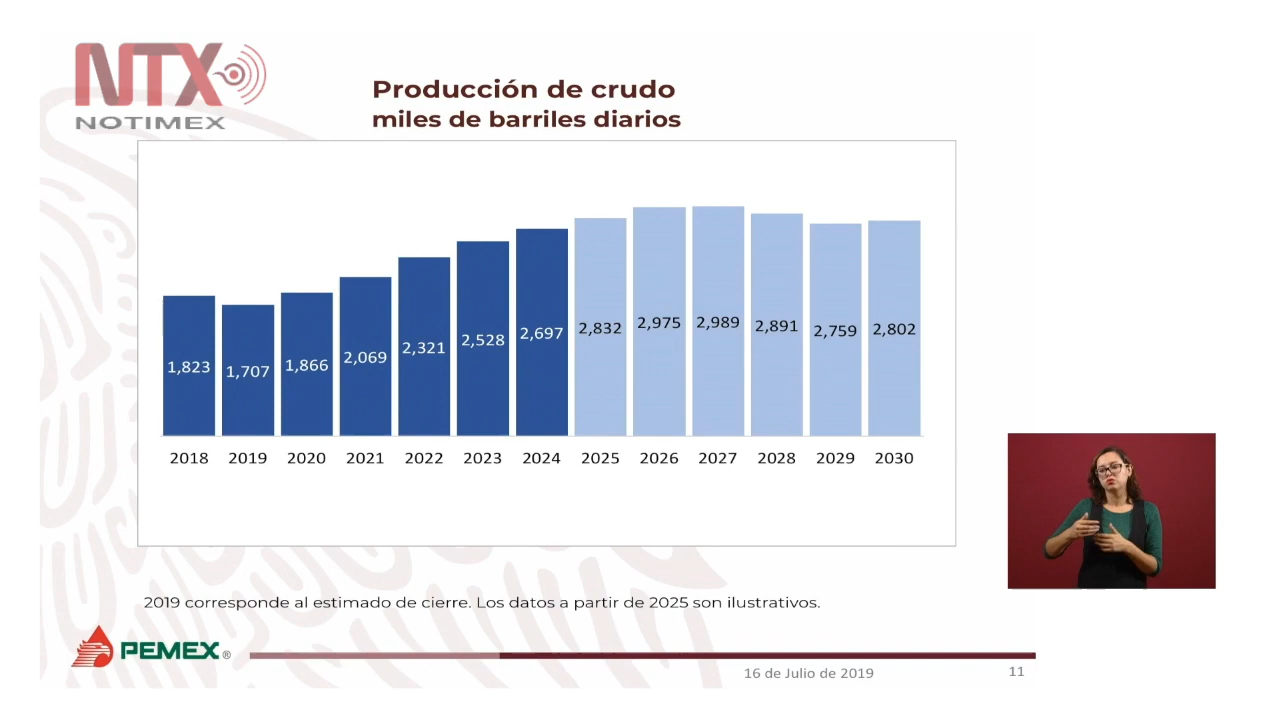 NTX
NOTIMEX
Producción de crudo
miles de barriles diarios
1,823 1,707 1,866 2,069 2,321 2,528 2,697 2,832 2,975 2,989 2,891 2,759 2,802
2018 2019 2020 2021 2022 2023 2024 2025 2026 2027 2028 2029 2030
2019 corresponde al estimado de cierre. Los datos a partir de 2025 son ilustrativos.
PEMEX®
16 de Julio de 2019 11